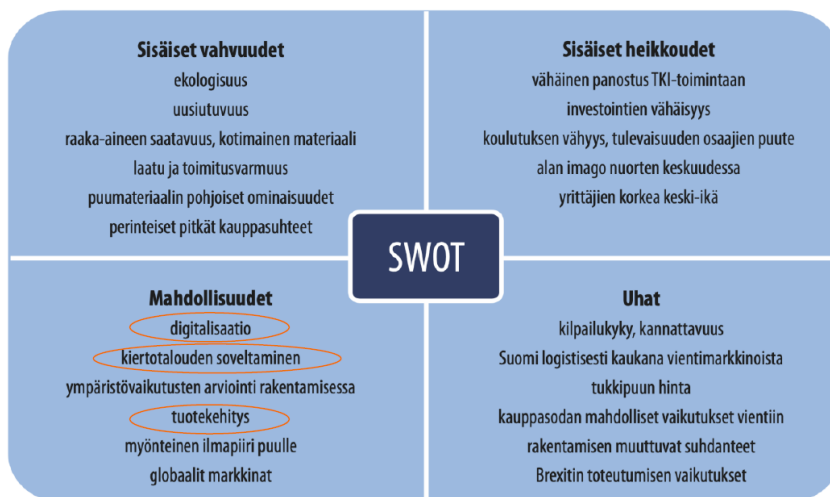 Sisäiset vahvuudet
ekologisuus
uusiutuvuus
raaka-aineen saatavuus, kotimainen materiaali
laatu ja toimitusvarmuus
puumateriaalin pohjoiset ominaisuudet
perinteiset pitkät kauppasuhteet
Sisäiset heikkoudet
vähäinen panostus TKI-toimintaan
investointien vähäisyys
koulutuksen vähyys, tulevaisuuden osaajien puute
alan imago nuorten keskuudessa
yrittäjien korkea keski-ikä
SWOT
Mahdollisuudet
digitalisaatio
kiertotalouden soveltaminen
ympäristövaikutusten arviointi rakentamisessa
tuotekehitys
myönteinen ilmapiiri puulle
globaalit markkinat
Uhat
kilpailukyky, kannattavuus
Suomi logistisesti kaukana vientimarkkinoista
tukkipuun hinta
kauppasodan mahdolliset vaikutukset vientiin
rakentamisen muuttuvat suhdanteet
Brexitin toteutumisen vaikutukset